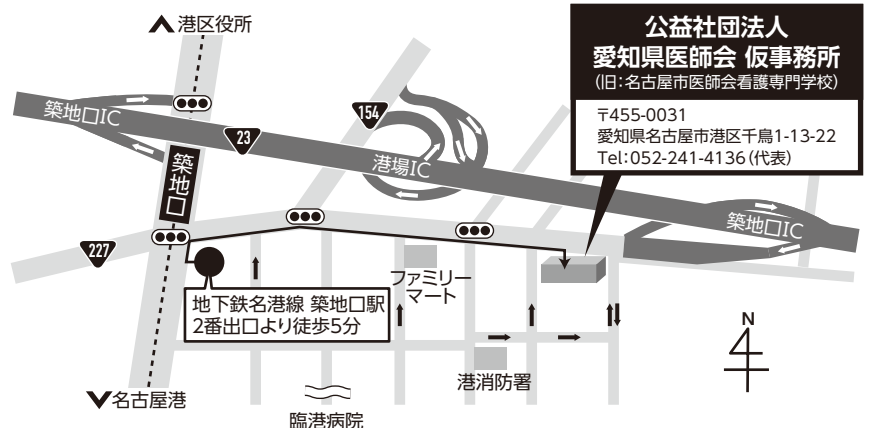 港区役所
公益社団法人
愛知県医師会 仮事務所
(旧:名古屋市医師会看護専門学校)
〒455-0031
愛知県名古屋市港区千鳥1-13-22
Tel:052-241-4136(代表)
築地口IC
154
23
港場IC
築地口
築地口IC
227
ファミリー
マート
地下鉄名港線 築地口駅
2番出口より徒歩5分
N
港消防署
名古屋港
臨港病院